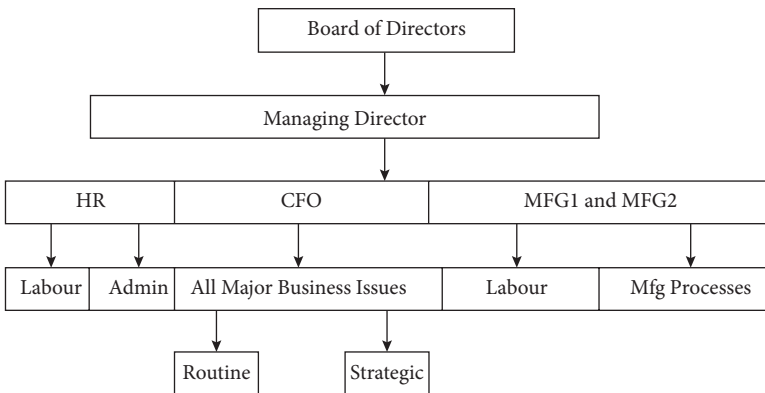 Board of Directors
Managing Director
HR
CFO
MFG1 and MFG2
Labour
Admin
All Major Business Issues
Labour
Mfg Processes
Routine
Strategic